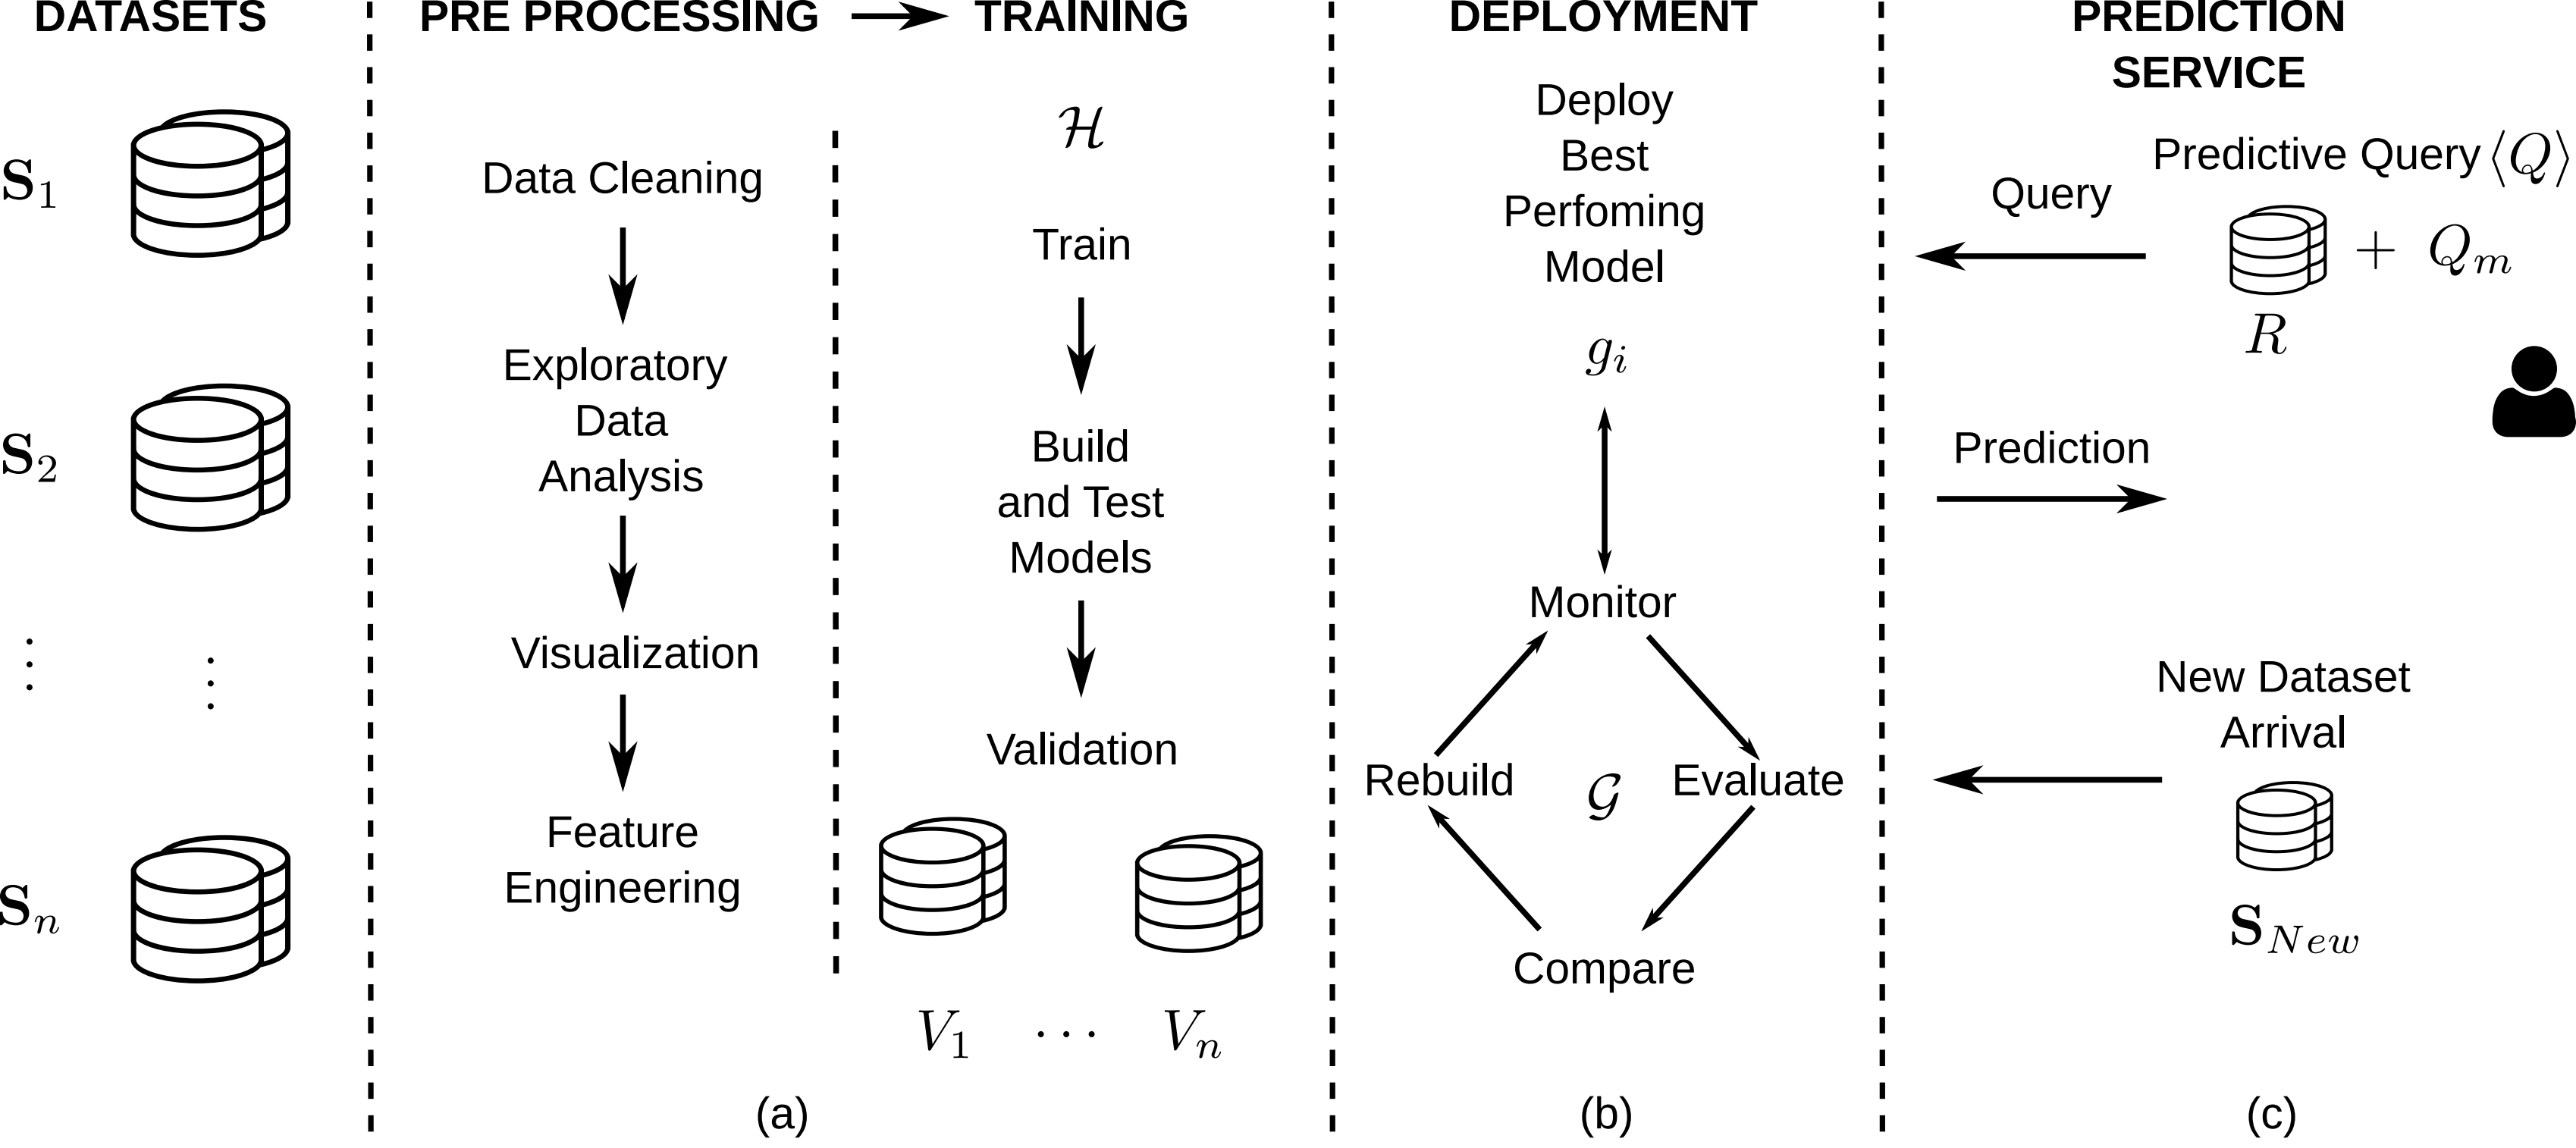 DATASETS
S1
S2
⋮ ⋮
Sn
PRE PROCESSING
Data Cleaning
Exploratory
Data
Analysis
Visualization
Feature
Engineering
TRAINING
ℋ
Train
Build
and Test
Models
Validation
V1 ⋯ Vn
(a)
DEPLOYMENT
Deploy
Best
Perfoming
Model
gi
Monitor
Rebuild
𝒢
Evaluate
Compare
(b)
PREDICTION
SERVICE
Predictive Query ⟨Q⟩
Query
+ Qm
R
Prediction
New Dataset
Arrival
SNew
(c)